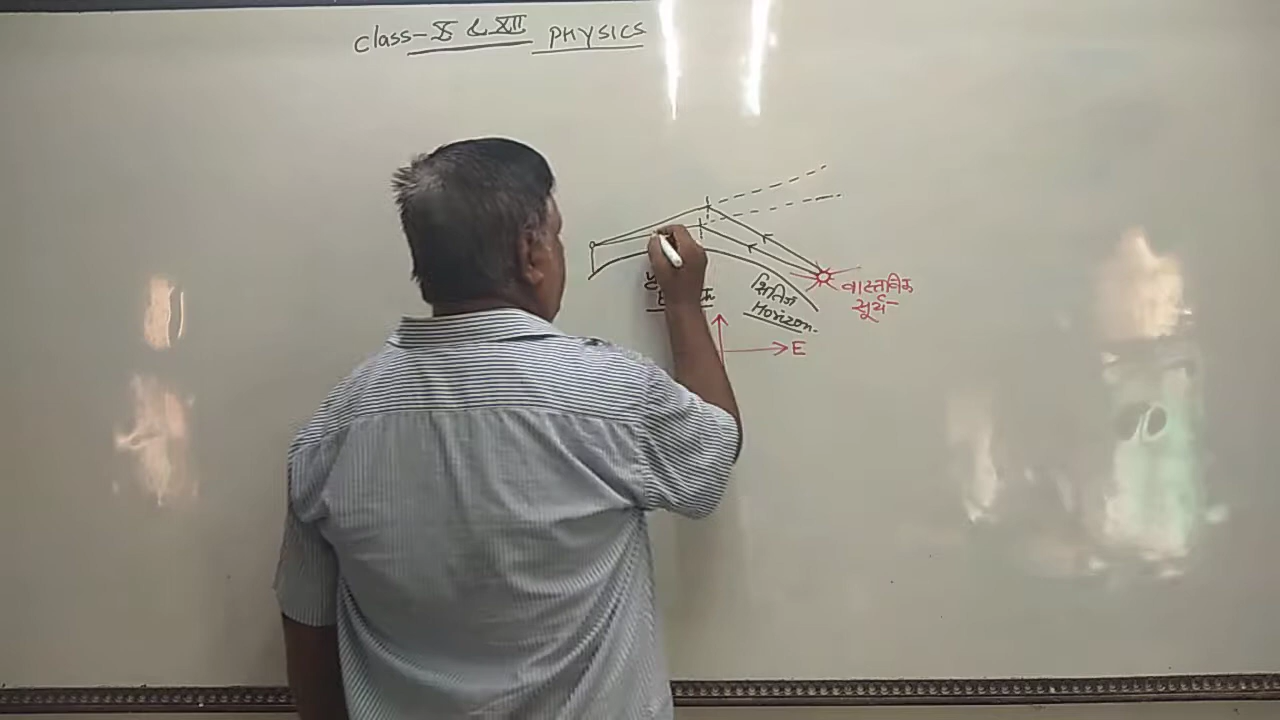 class-X & XII PHYSICS
क्षितिज
Horizon
वास्तविक
सूर्य
E